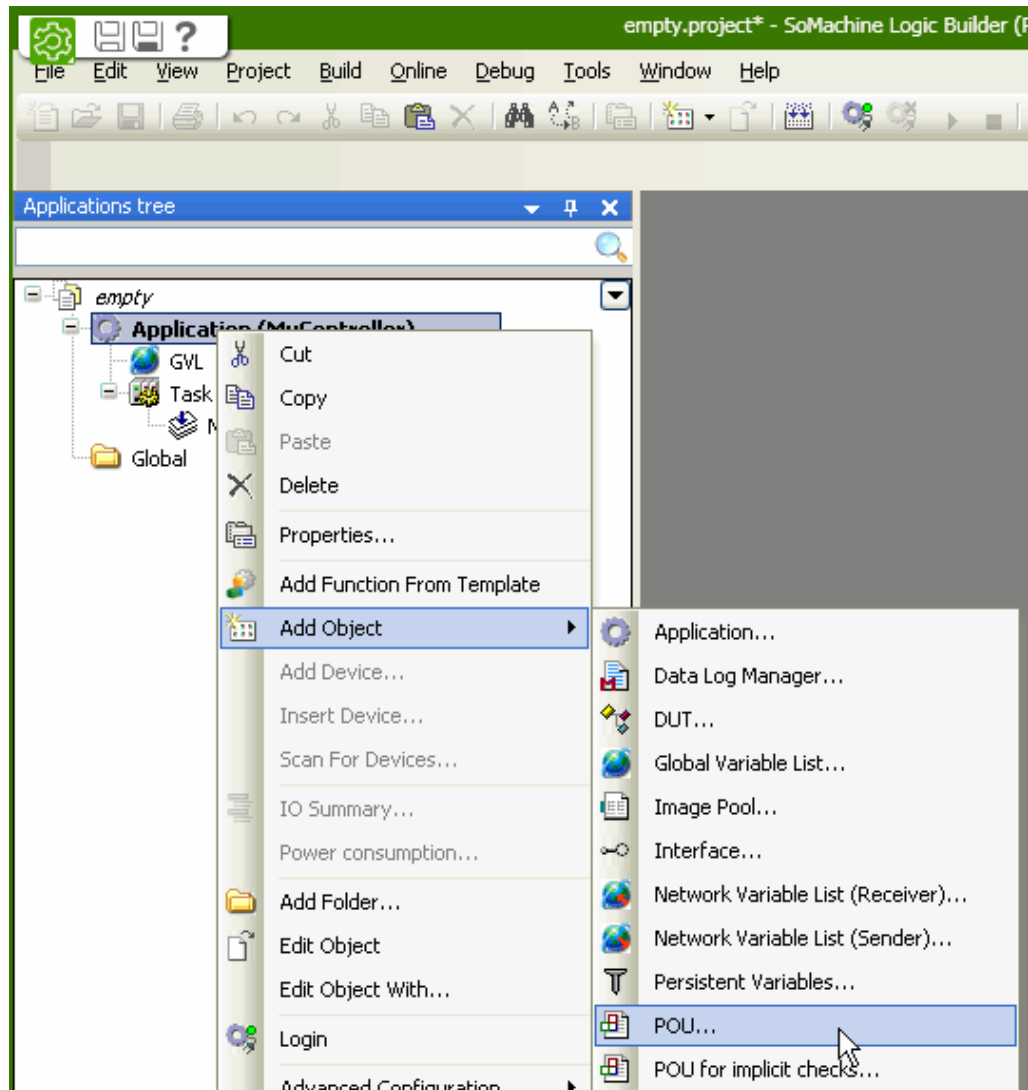 empty.project* - SoMachine Logic Builder (
File Edit View Project Build Online Debug Tools Window Help
Applications tree
empty
Application (MyController)
GVL
Task
Global
Cut
Copy
Paste
Delete
Properties...
Add Function From Template
Add Object
Add Device...
Insert Device...
Scan For Devices...
IO Summary...
Power consumption...
Add Folder...
Edit Object
Edit Object With...
Login
Advanced Configuration
Application...
Data Log Manager...
DUT...
Global Variable List...
Image Pool...
Interface...
Network Variable List (Receiver)...
Network Variable List (Sender)...
Persistent Variables...
POU...
POU for implicit checks...